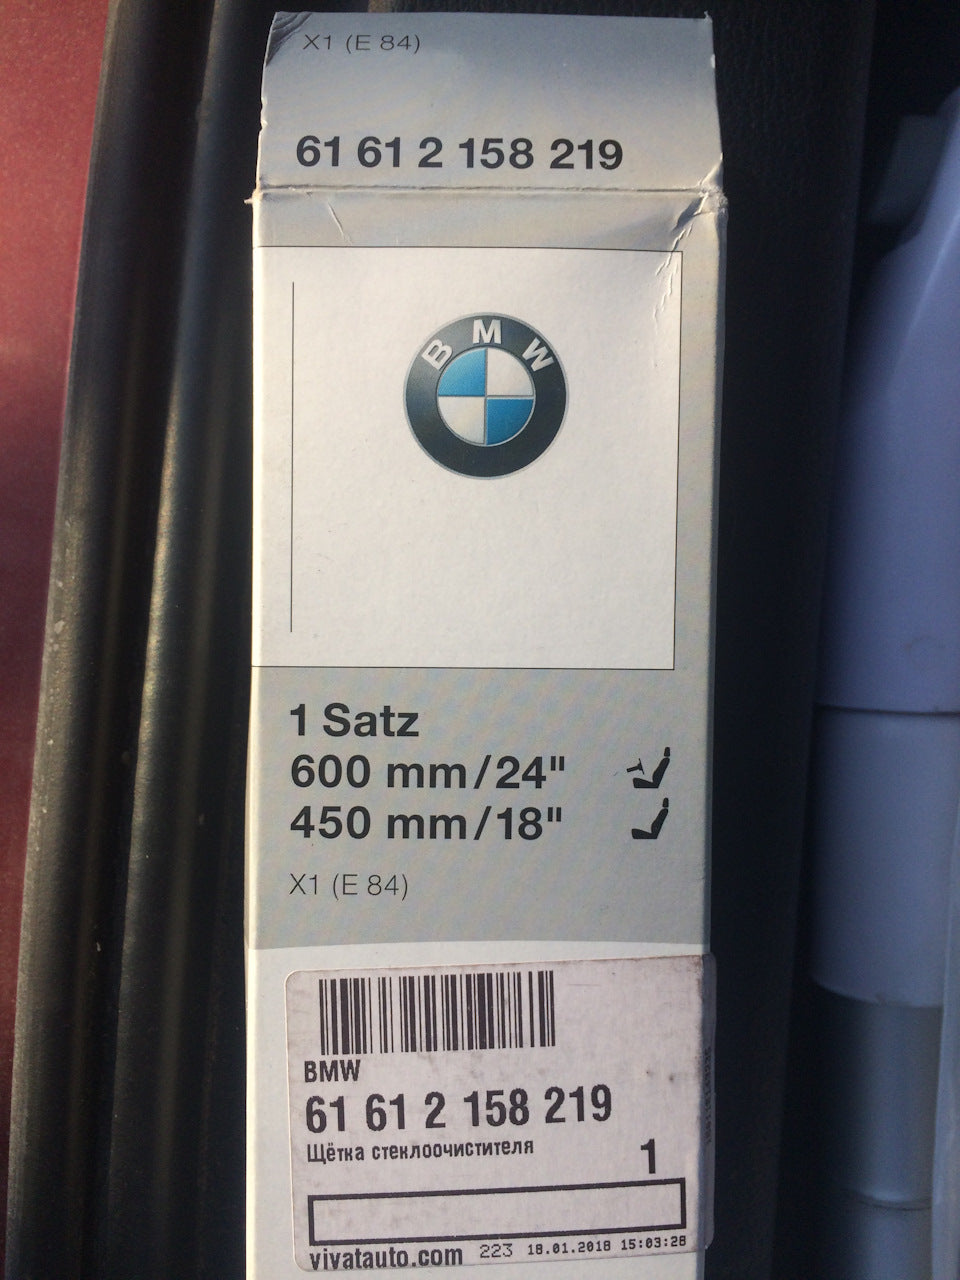 X1 (E 84)
61 61 2 158 219
BMW
1 Satz
600 mm/24"
450 mm/18"
X1 (E 84)
BMW
61 61 2 158 219
Щётка стеклоочистителя
1
vivatauto.com 223 18.01.2018 15:03:28